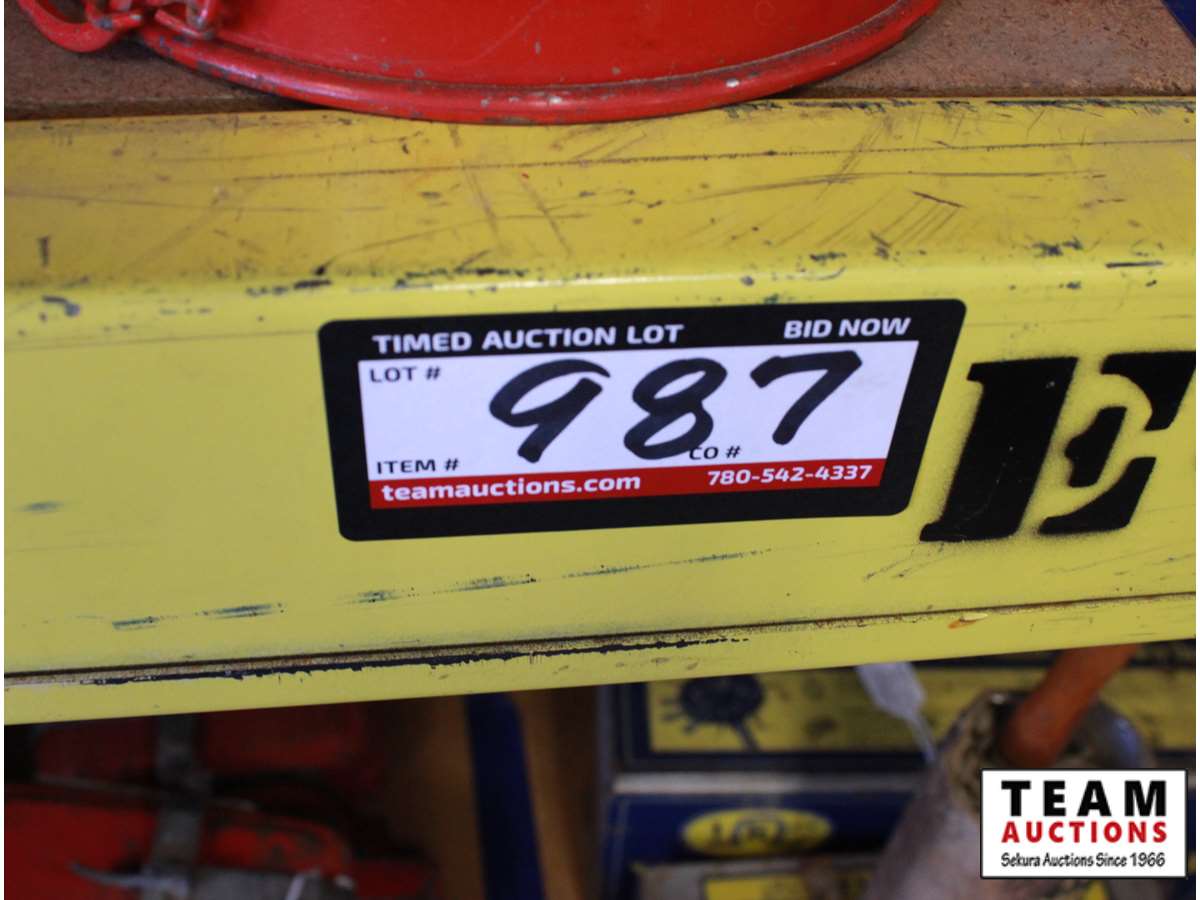 TIMED AUCTION LOT BID NOW
LOT # 987
ITEM # CO #
teamauctions.com 780-542-4337
E
TEAM
AUCTIONS
Sekura Auctions Since 1966